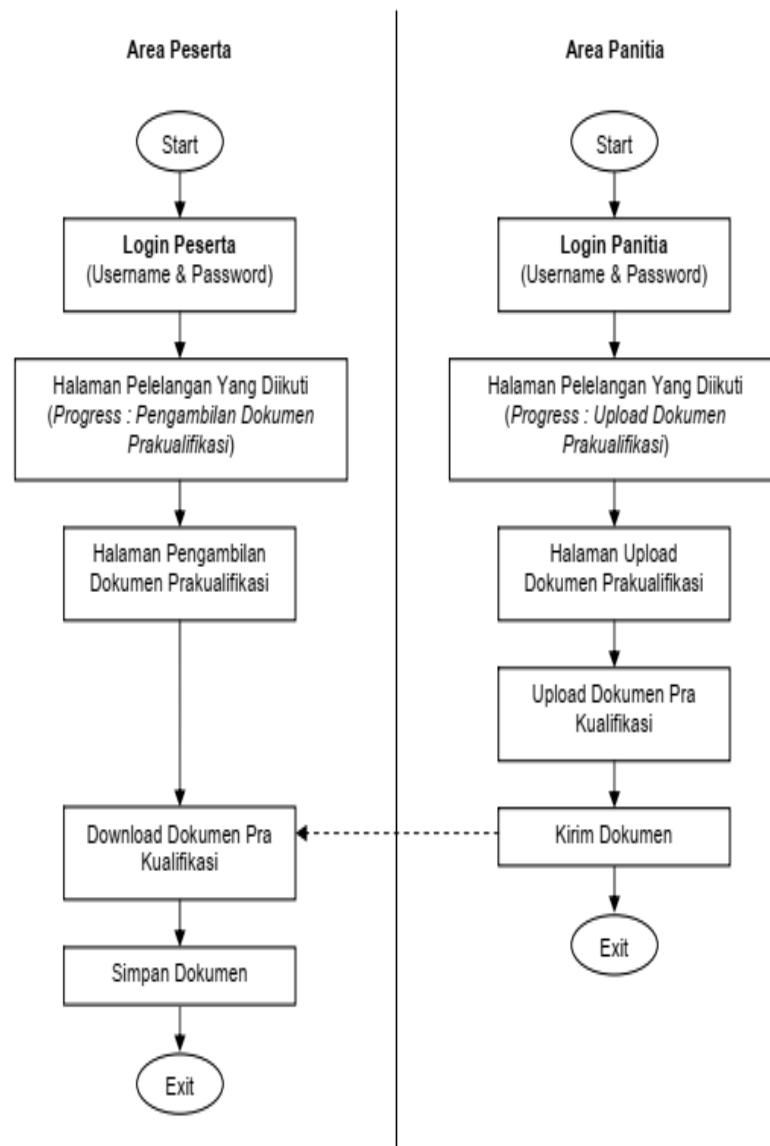 Area Peserta
Start
Login Peserta
(Username & Password)
Halaman Pelelangan Yang Diikuti
(Progress : Pengambilan Dokumen
Prakualifikasi)
Halaman Pengambilan
Dokumen Prakualifikasi
Download Dokumen Pra
Kualifikasi
Simpan Dokumen
Exit
Area Panitia
Start
Login Panitia
(Username & Password)
Halaman Pelelangan Yang Diikuti
(Progress : Upload Dokumen
Prakualifikasi)
Halaman Upload
Dokumen Prakualifikasi
Upload Dokumen Pra
Kualifikasi
Kirim Dokumen
Exit